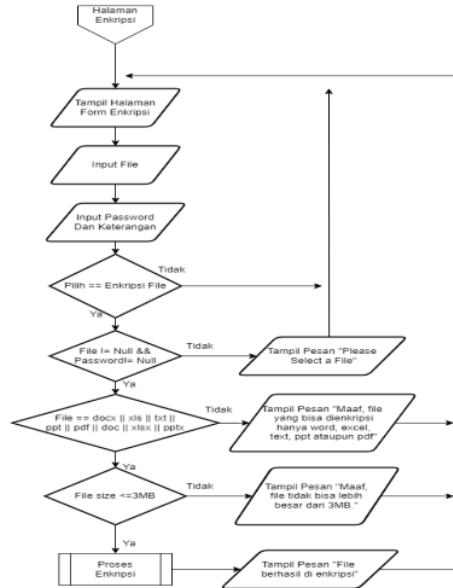 Halaman
Enkripsi
Tampil Halaman
Form Enkripsi
Input File
Input Password
Dan Keterangan
Pilih == Enkripsi File
Tidak
Ya
File != Null &&
Password!= Null
Tidak
Tampil Pesan "Please
Select a File"
Ya
File == docx || xls || txt ||
ppt || pdf || doc || xlsx || pptx
Tidak
Tampil Pesan "Maaf, file
yang bisa dienkripsi
hanya word, excel,
text, ppt ataupun pdf"
Ya
File size <=3MB
Tidak
Tampil Pesan "Maaf,
file tidak bisa lebih
besar dari 3MB."
Ya
Proses
Enkripsi
Tampil Pesan "File
berhasil di enkripsi"